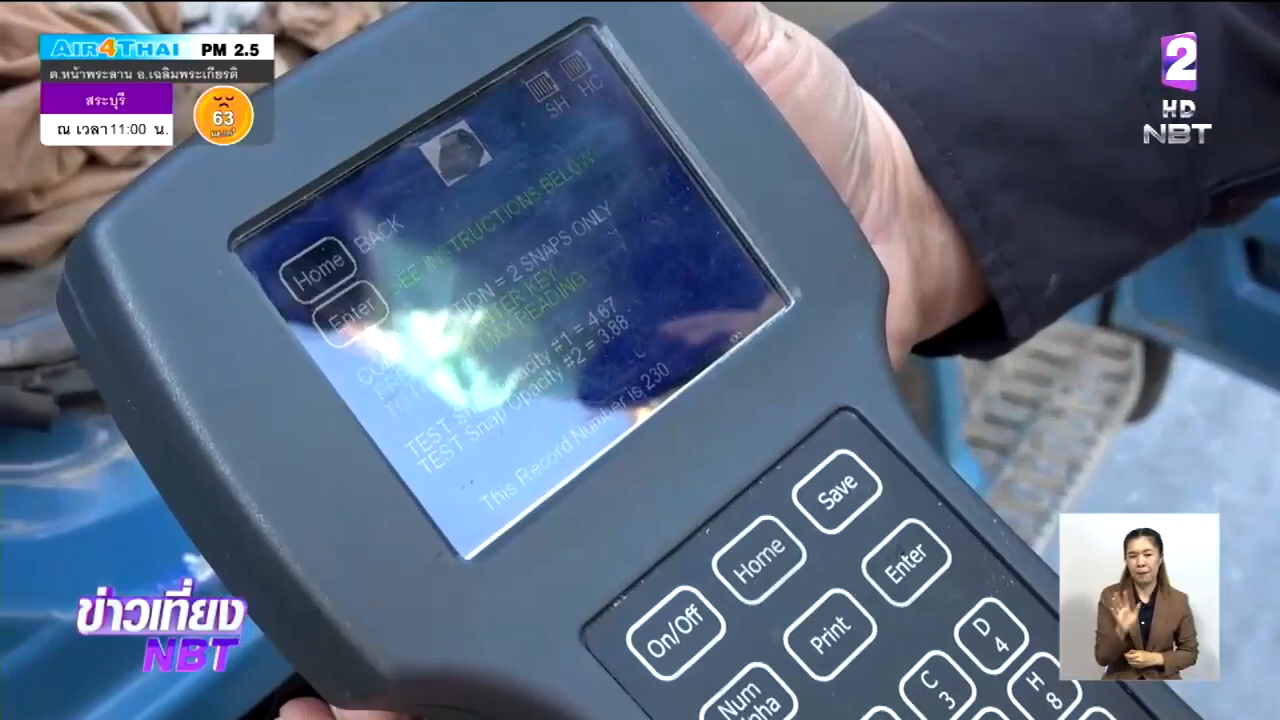 AIR4THAI PM 2.5
ต.หน้าพระลาน อ.เฉลิมพระเกียรติ
สระบุรี
63
ณ เวลา 11:00 น.
2
HD
NBT
SH HC
Home BACK
Enter
SEE INSTRUCTIONS BELOW
= 2 SNAPS ONLY
KEY
READING
TEST Opacity #1 = 4.67
TEST Snap Opacity #2 = 3.88
This Record Number is 230
Save
Home
Enter
On/Off
Print
Num
D
4
C
3
H
8
ข่าวเที่ยง
NBT